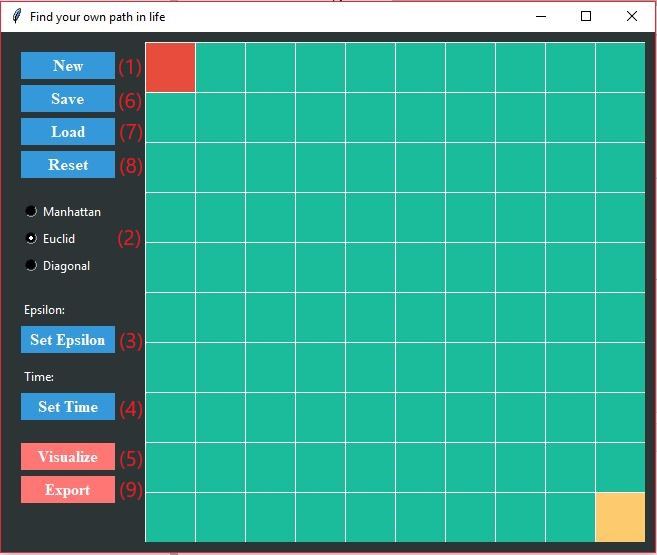 Find your own path in life
New (1)
Save (6)
Load (7)
Reset (8)
Manhattan
Euclid (2)
Diagonal
Epsilon:
Set Epsilon (3)
Time:
Set Time (4)
Visualize (5)
Export (9)